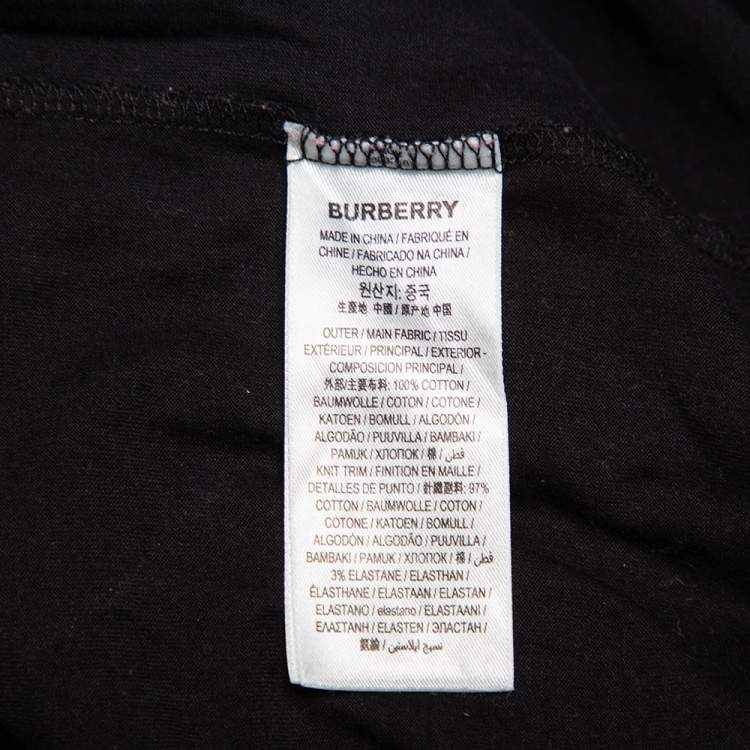 BURBERRY
MADE IN CHINA / FABRIQUÉ EN
CHINE / FABRICADO NA CHINA /
HECHO EN CHINA
원산지: 중국
生産地 中國 / 原产地 中国
OUTER / MAIN FABRIC / TISSU
EXTÉRIEUR / PRINCIPAL / EXTERIOR -
COMPOSICIÓN PRINCIPAL /
外部/主要布料: 100% COTTON /
BAUMWOLLE / COTON / COTONE /
KATOEN / BOMULL / ALGODÓN /
ALGODÃO / PUUVILLA / BAMBAKI /
PAMUK / ХЛОПОК / 棉 / قطن /
KNIT TRIM / FINITION EN MAILLE /
DETALLES DE PUNTO / 針織輔料: 97%
COTTON / BAUMWOLLE / COTON /
COTONE / KATOEN / BOMULL /
ALGODÓN / ALGODÃO / PUUVILLA /
BAMBAKI / PAMUK / ХЛОПОК / 棉 / قطن /
3% ELASTANE / ELASTHAN /
ÉLASTHANE / ELASTAAN / ELASTAN /
ELASTANO / elastano / ELASTAANI /
ΕΛΑΣΤΑΝΗ / ELASTEN / ЭЛАСТАН /
氨綸 / نسيج ايلاستين /